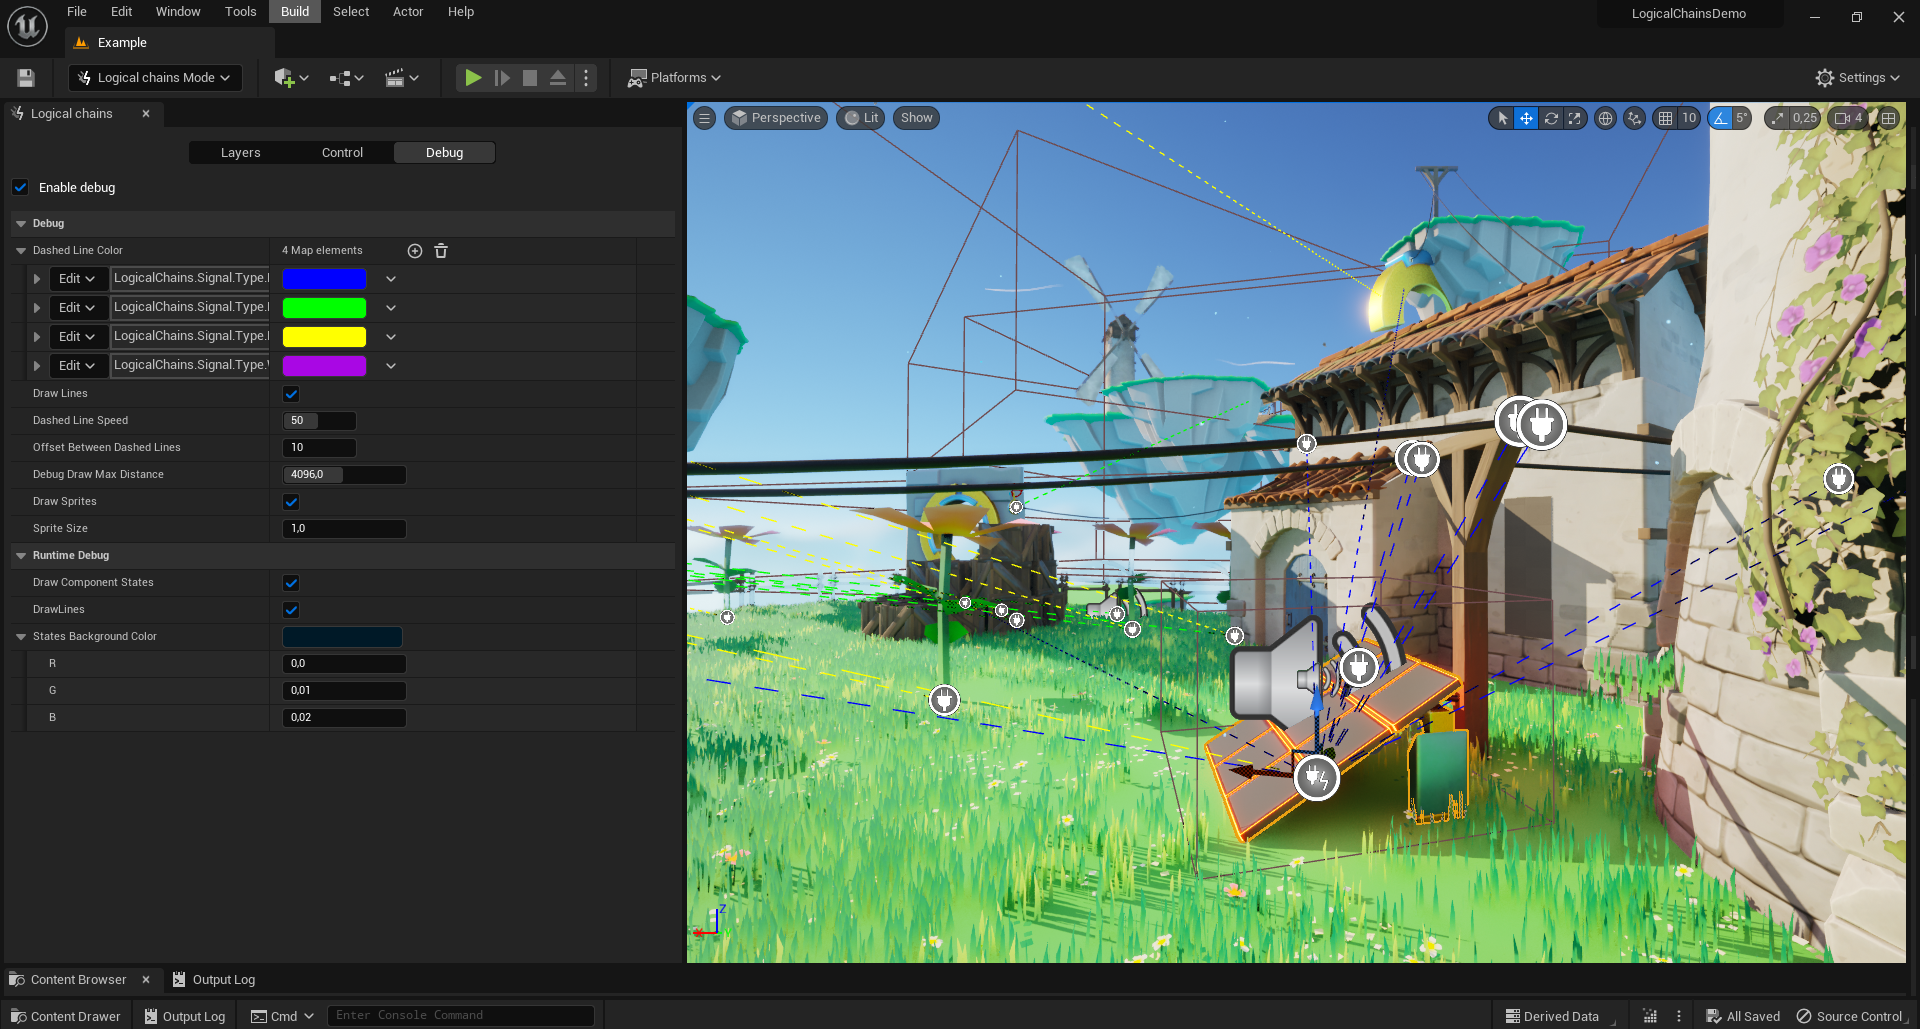 File Edit Window Tools Build Select Actor Help
LogicalChainsDemo
Example
Logical chains Mode
Platforms
Settings
Logical chains
Perspective
Lit
Show
10
5°
0,25
4
Layers
Control
Debug
Enable debug
Debug
Dashed Line Color
4 Map elements
Edit
LogicalChains.Signal.Type.
Edit
LogicalChains.Signal.Type.
Edit
LogicalChains.Signal.Type.
Edit
LogicalChains.Signal.Type.
Draw Lines
Dashed Line Speed
50
Offset Between Dashed Lines
10
Debug Draw Max Distance
4096,0
Draw Sprites
Sprite Size
1,0
Runtime Debug
Draw Component States
DrawLines
States Background Color
R
0,0
G
0,01
B
0,02
Z
Content Browser
Output Log
Content Drawer
Output Log
Cmd
Enter Console Command
Derived Data
All Saved
Source Control